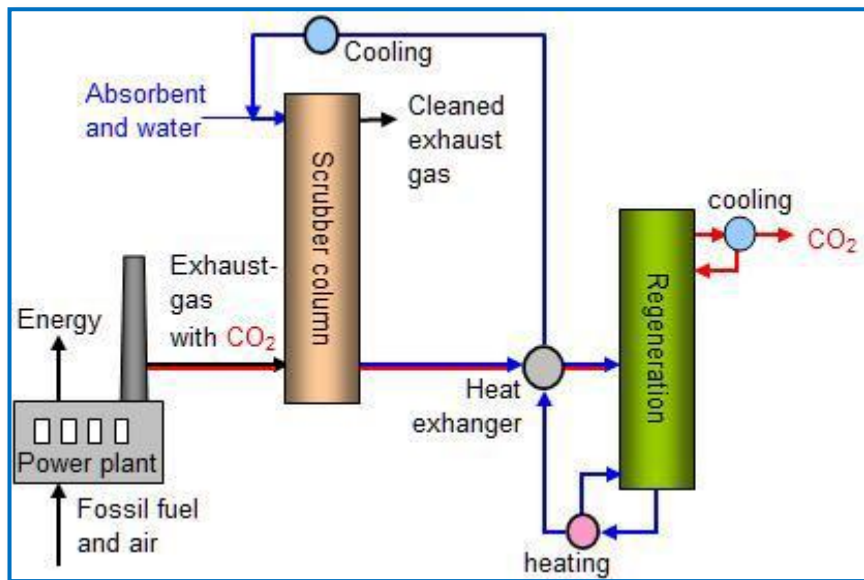 Cooling
Absorbent
and water
Cleaned
exhaust
gas
Scrubber column
cooling
CO₂
Regeneration
Exhaust-
gas
with CO₂
Energy
Heat
exhanger
Power plant
Fossil fuel
and air
heating